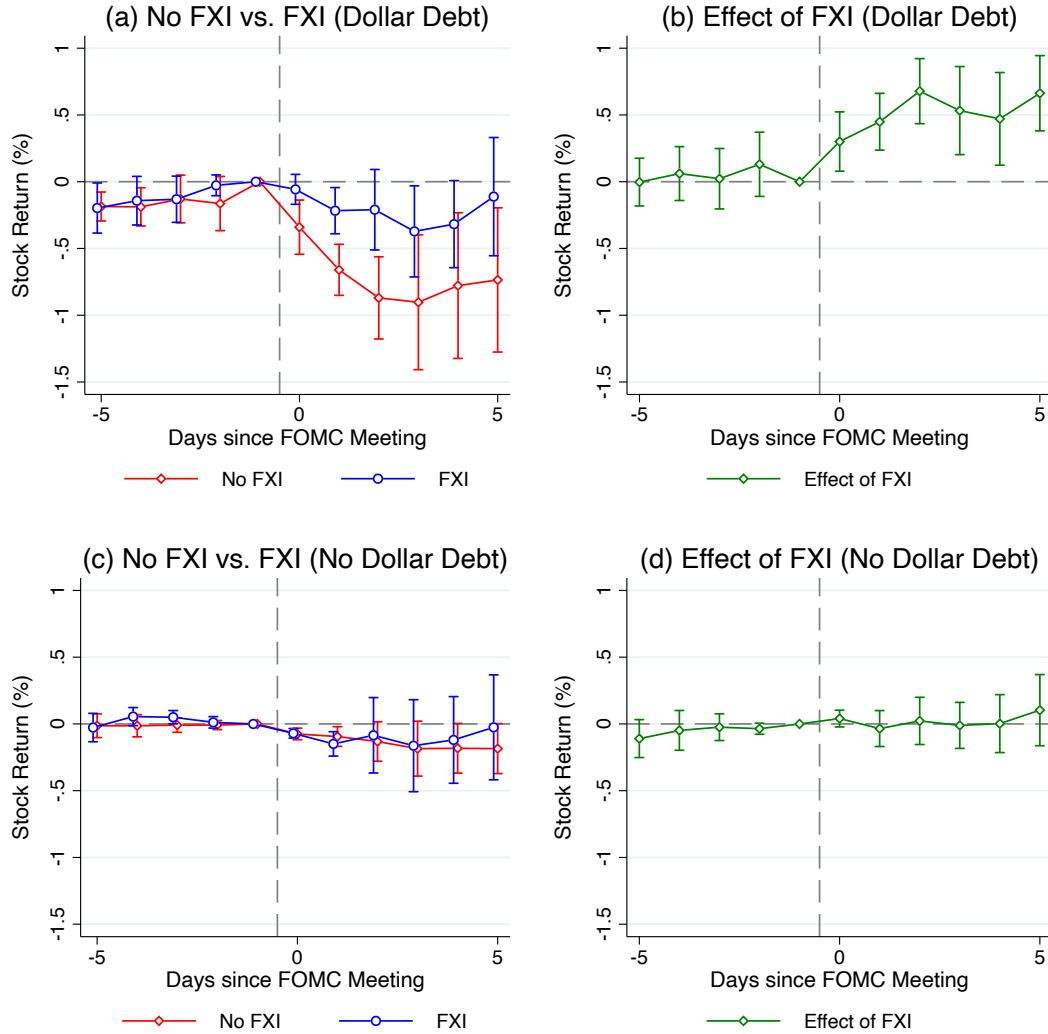 (a) No FXI vs. FXI (Dollar Debt)
Stock Return (%)
1
.5
0
-.5
-1
-1.5
-5
0
5
Days since FOMC Meeting
No FXI
FXI
(b) Effect of FXI (Dollar Debt)
Stock Return (%)
1
.5
0
-.5
-1
-1.5
-5
0
5
Days since FOMC Meeting
Effect of FXI
(c) No FXI vs. FXI (No Dollar Debt)
Stock Return (%)
1
.5
0
-.5
-1
-1.5
-5
0
5
Days since FOMC Meeting
No FXI
FXI
(d) Effect of FXI (No Dollar Debt)
Stock Return (%)
1
.5
0
-.5
-1
-1.5
-5
0
5
Days since FOMC Meeting
Effect of FXI